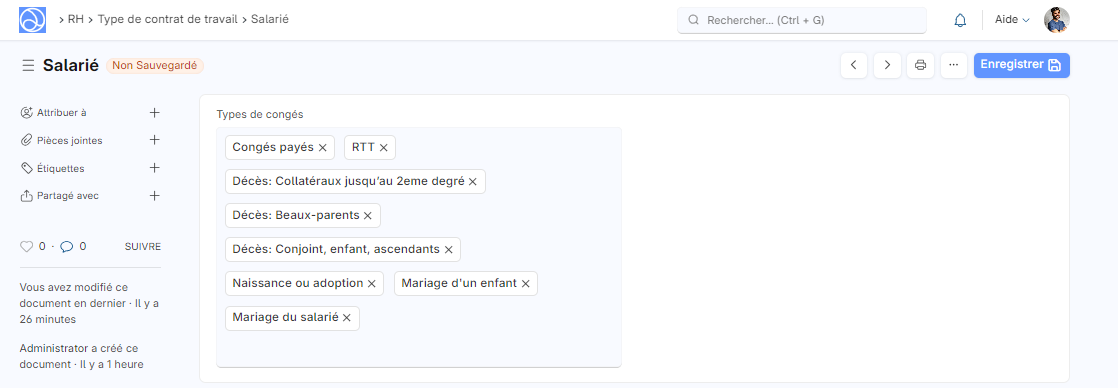 RH > Type de contrat de travail > Salarié
Rechercher... (Ctrl + G)
Aide
Salarié
Non Sauvegardé
Enregistrer
Attribuer à
Pièces jointes
Étiquettes
Partagé avec
0 · 0 SUIVRE
Vous avez modifié ce
document en dernier · Il y a
26 minutes
Administrator a créé ce
document · Il y a 1 heure
Types de congés
Congés payés
RTT
Décès: Collatéraux jusqu'au 2eme degré
Décès: Beaux-parents
Décès: Conjoint, enfant, ascendants
Naissance ou adoption
Mariage d'un enfant
Mariage du salarié